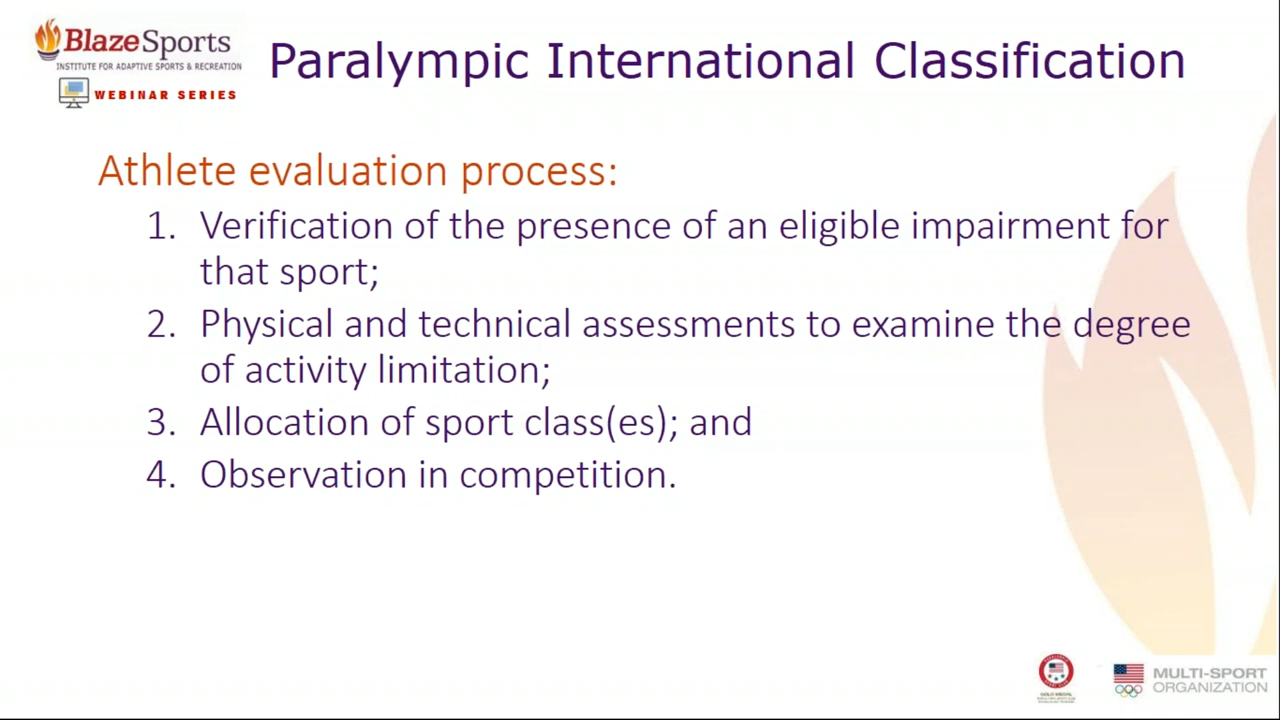 BlazeSports
INSTITUTE FOR ADAPTIVE SPORTS & RECREATION
WEBINAR SERIES
Paralympic International Classification
Athlete evaluation process:
1. Verification of the presence of an eligible impairment for
that sport;
2. Physical and technical assessments to examine the degree
of activity limitation;
3. Allocation of sport class(es); and
4. Observation in competition.
MULTI-SPORT
ORGANIZATION